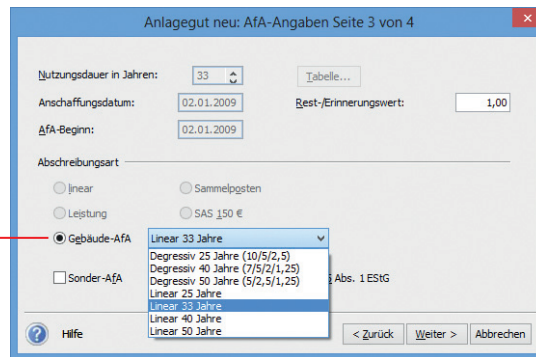 Anlagegut neu: AfA-Angaben Seite 3 von 4
Nutzungsdauer in Jahren: 33 Tabelle...
Anschaffungsdatum: 02.01.2009 Rest-/Erinnerungswert: 1,00
AfA-Beginn: 02.01.2009
Abschreibungsart
linear Sammelposten
Leistung SAS 150 €
Gebäude-AfA Linear 33 Jahre
Degressiv 25 Jahre (10/5/2,5)
Degressiv 40 Jahre (7/5/2/1,25)
Degressiv 50 Jahre (5/2,5/1,25)
Sonder-AfA Linear 25 Jahre Abs. 1 EStG
Linear 33 Jahre
Linear 40 Jahre
Linear 50 Jahre
Hilfe < Zurück Weiter > Abbrechen